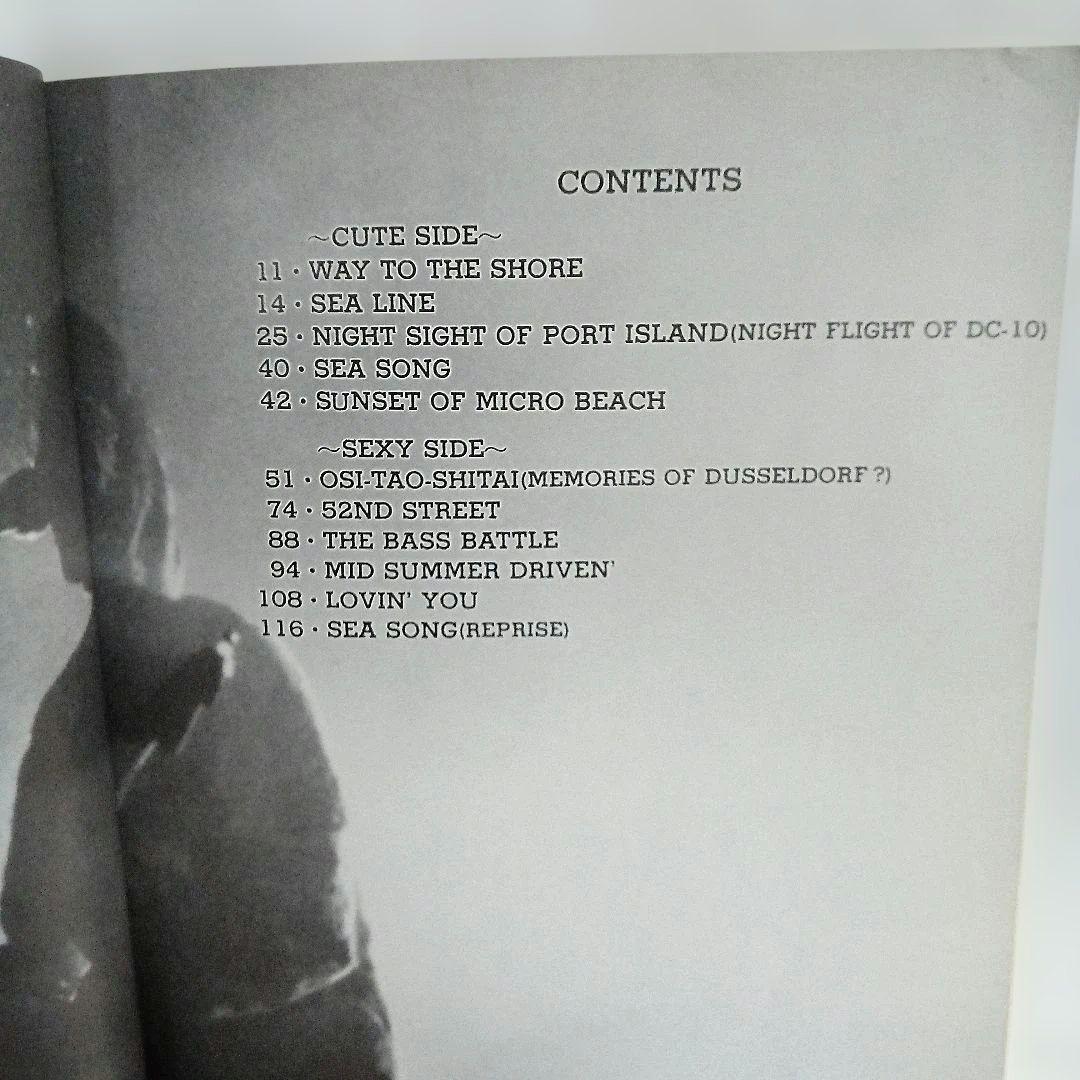 CONTENTS
～CUTE SIDE～
11・WAY TO THE SHORE
14・SEA LINE
25・NIGHT SIGHT OF PORT ISLAND(NIGHT FLIGHT OF DC-10)
40・SEA SONG
42・SUNSET OF MICRO BEACH
～SEXY SIDE～
51・OSI-TAO-SHITAI(MEMORIES OF DUSSELDORF?)
74・52ND STREET
88・THE BASS BATTLE
94・MID SUMMER DRIVEN'
108・LOVIN' YOU
116・SEA SONG(REPRISE)